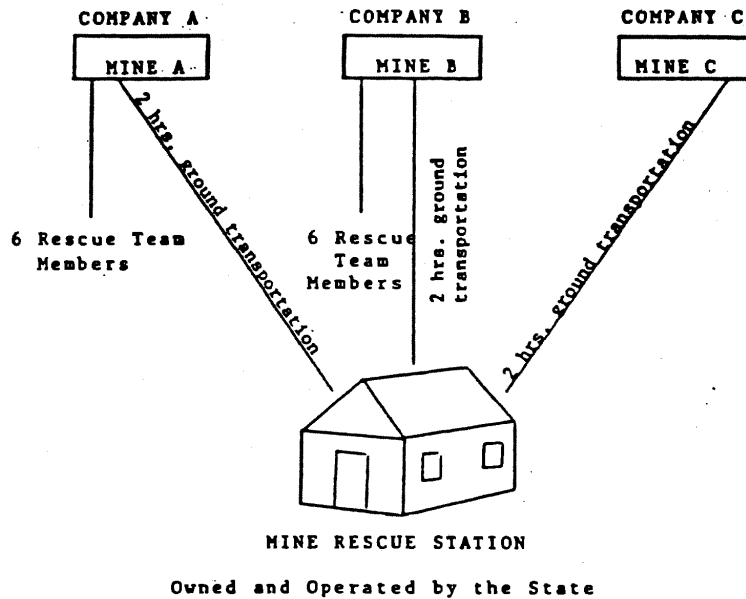 COMPANY A
COMPANY B
COMPANY C
MINE A
MINE B
MINE C
2 hrs. ground transportation
2 hrs. ground
transportation
2 hrs. ground transportation
6 Rescue Team
Members
6 Rescue
Team
Members
MINE RESCUE STATION
Owned and Operated by the State